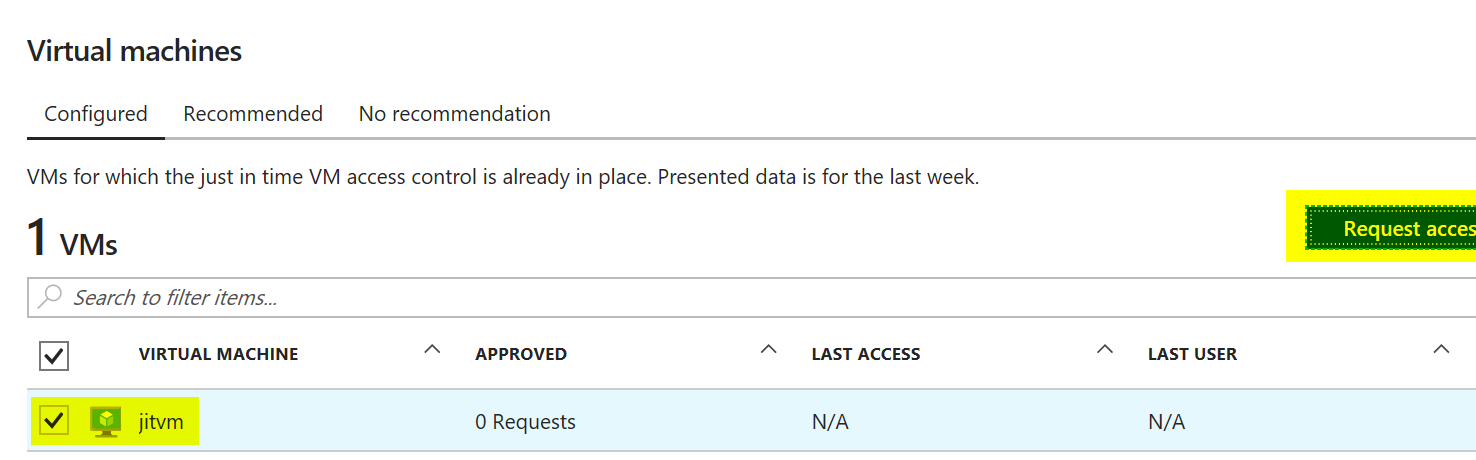 Virtual machines
Configured Recommended No recommendation
VMs for which the just in time VM access control is already in place. Presented data is for the last week.
1 VMs
Request acces
Search to filter items...
VIRTUAL MACHINE APPROVED LAST ACCESS LAST USER
jitvm 0 Requests N/A N/A